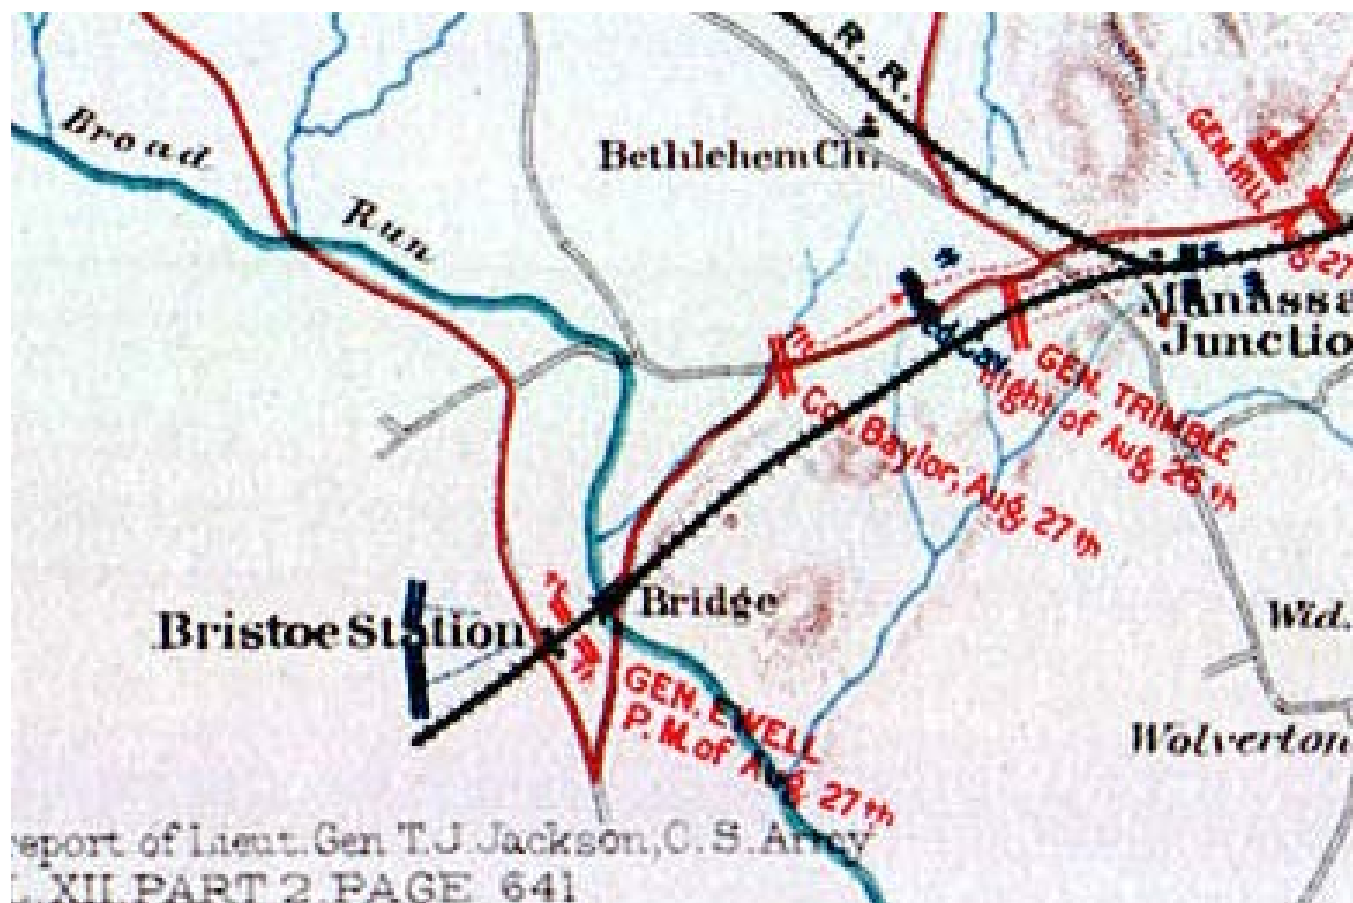 R. R.
Broad
Run
Bethlehem Ch.
GEN. HILL
27
Manassa
Junctio
GEN. TRIMBLE
Night of Aug. 26th
Col. Baylor, Aug. 27th
Bristoe Station
Bridge
Wid.
GEN. EWELL
P.M. of Aug. 27th
Wolverton
report of Lieut. Gen T.J. Jackson, C.S. Army
L. XII, PART 2, PAGE 641